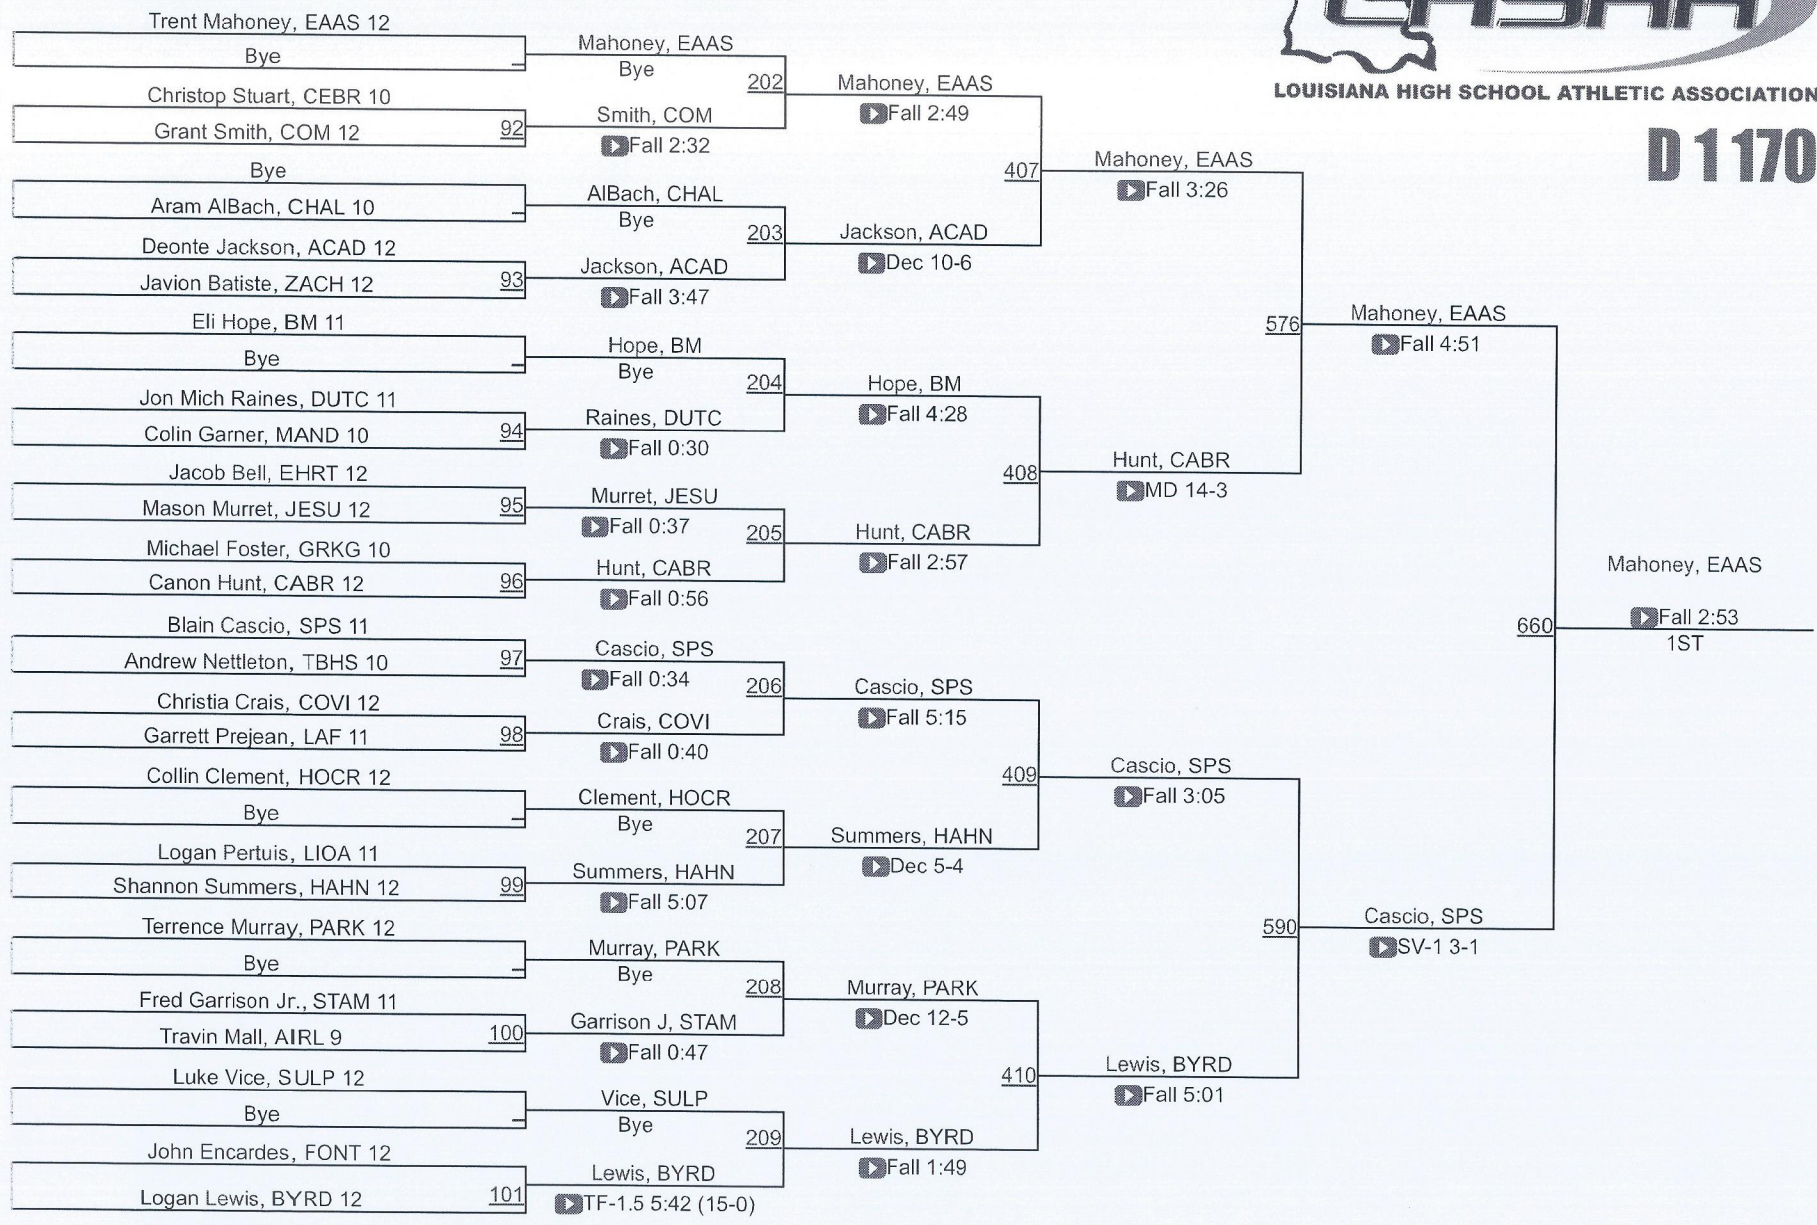 LHSAA
LOUISIANA HIGH SCHOOL ATHLETIC ASSOCIATION
D 1 170
Trent Mahoney, EAAS 12
Bye
Christop Stuart, CEBR 10
Grant Smith, COM 12
92
Bye
Aram AlBach, CHAL 10
Deonte Jackson, ACAD 12
Javion Batiste, ZACH 12
93
Eli Hope, BM 11
Bye
Jon Mich Raines, DUTC 11
Colin Garner, MAND 10
94
Jacob Bell, EHRT 12
Mason Murret, JESU 12
95
Michael Foster, GRKG 10
Canon Hunt, CABR 12
96
Blain Cascio, SPS 11
Andrew Nettleton, TBHS 10
97
Christia Crais, COVI 12
Garrett Prejean, LAF 11
98
Collin Clement, HOCR 12
Bye
Logan Pertuis, LIOA 11
Shannon Summers, HAHN 12
99
Terrence Murray, PARK 12
Bye
Fred Garrison Jr., STAM 11
Travin Mall, AIRL 9
100
Luke Vice, SULP 12
Bye
John Encardes, FONT 12
Logan Lewis, BYRD 12
101
Mahoney, EAAS
Bye
202
Smith, COM
Fall 2:32
AlBach, CHAL
Bye
203
Jackson, ACAD
Fall 3:47
Hope, BM
Bye
204
Raines, DUTC
Fall 0:30
Murret, JESU
Fall 0:37
205
Hunt, CABR
Fall 0:56
Cascio, SPS
Fall 0:34
206
Crais, COVI
Fall 0:40
Clement, HOCR
Bye
207
Summers, HAHN
Fall 5:07
Murray, PARK
Bye
208
Garrison J, STAM
Fall 0:47
Vice, SULP
Bye
209
Lewis, BYRD
TF-1.5 5:42 (15-0)
Mahoney, EAAS
Fall 2:49
407
Jackson, ACAD
Dec 10-6
Hope, BM
Fall 4:28
408
Hunt, CABR
Fall 2:57
Cascio, SPS
Fall 5:15
409
Summers, HAHN
Dec 5-4
Murray, PARK
Dec 12-5
410
Lewis, BYRD
Fall 1:49
Mahoney, EAAS
Fall 3:26
576
Hunt, CABR
MD 14-3
Cascio, SPS
Fall 3:05
590
Lewis, BYRD
Fall 5:01
Mahoney, EAAS
Fall 4:51
660
Cascio, SPS
SV-1 3-1
Mahoney, EAAS
Fall 2:53
1ST